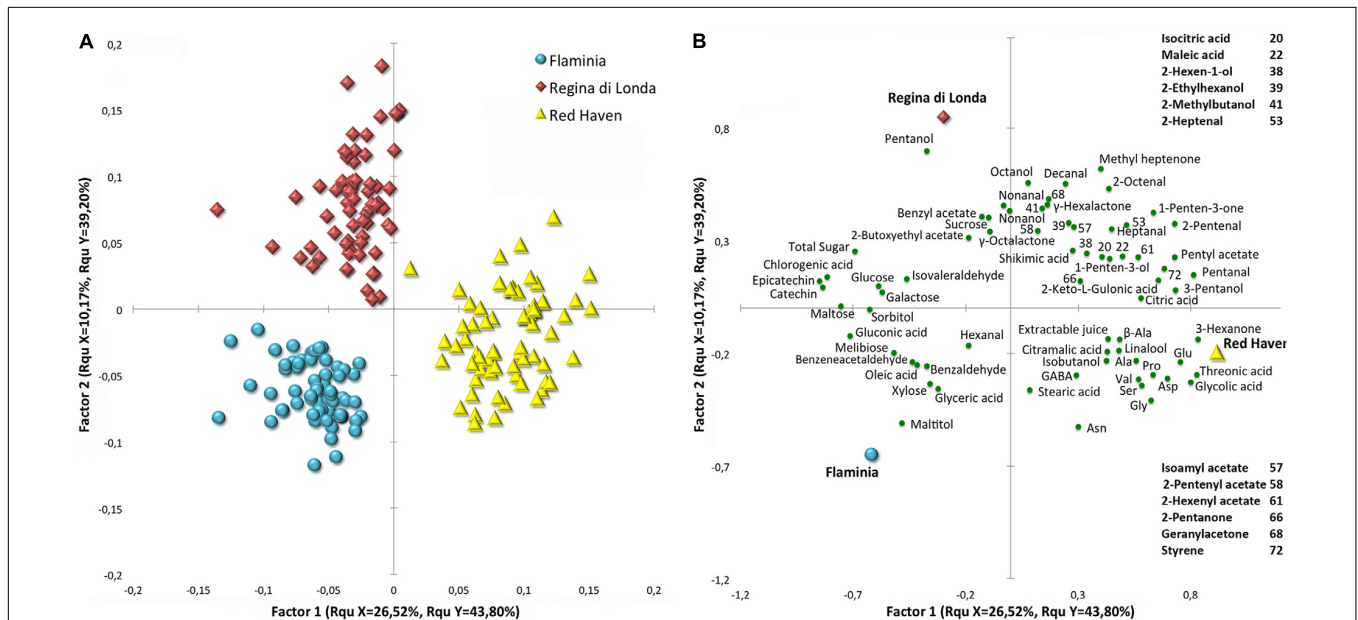 A
Flaminia
Regina di Londa
Red Haven
0,2
0,15
0,1
0,05
0
-0,05
-0,1
-0,15
-0,2
-0,2
-0,15
-0,1
-0,05
0
0,05
0,1
0,15
0,2
Factor 2 (Rqu X=10,17%, Rqu Y=39,20%)
Factor 1 (Rqu X=26,52%, Rqu Y=43,80%)
B
Isocitric acid 20
Maleic acid 22
2-Hexen-1-ol 38
2-Ethylhexanol 39
2-Methylbutanol 41
2-Heptenal 53
Regina di Londa
Pentanol
Methyl heptenone
Octanol
Decanal
2-Octenal
Nonanal
68
41
γ-Hexalactone
1-Penten-3-one
Benzyl acetate
Nonanol
Sucrose
58
39
57
53
Heptanal
2-Pentenal
2-Butoxyethyl acetate
γ-Octalactone
Total Sugar
Shikimic acid
38
20
22
61
Pentyl acetate
Chlorogenic acid
1-Penten-3-ol
72
Pentanal
Epicatechin
Glucose
Isovaleraldehyde
66
Catechin
Galactose
2-Keto-L-Gulonic acid
3-Pentanol
Citric acid
Maltose
Sorbitol
Gluconic acid
Hexanal
Extractable juice
β-Ala
3-Hexanone
Melibiose
Citramalic acid
Linalool
Red Haven
Benzeneacetaldehyde
Isobutanol
Ala
Glu
Oleic acid
Benzaldehyde
GABA
Pro
Threonic acid
Xylose
Glyceric acid
Stearic acid
Val
Asp
Glycolic acid
Ser
Gly
Maltitol
Asn
Flaminia
Isoamyl acetate 57
2-Pentenyl acetate 58
2-Hexenyl acetate 61
2-Pentanone 66
Geranylacetone 68
Styrene 72
0,8
0,3
-0,2
-0,7
-1,2
-1,2
-0,7
-0,2
0,3
0,8
Factor 2 (Rqu X=10,17%, Rqu Y=39,20%)
Factor 1 (Rqu X=26,52%, Rqu Y=43,80%)